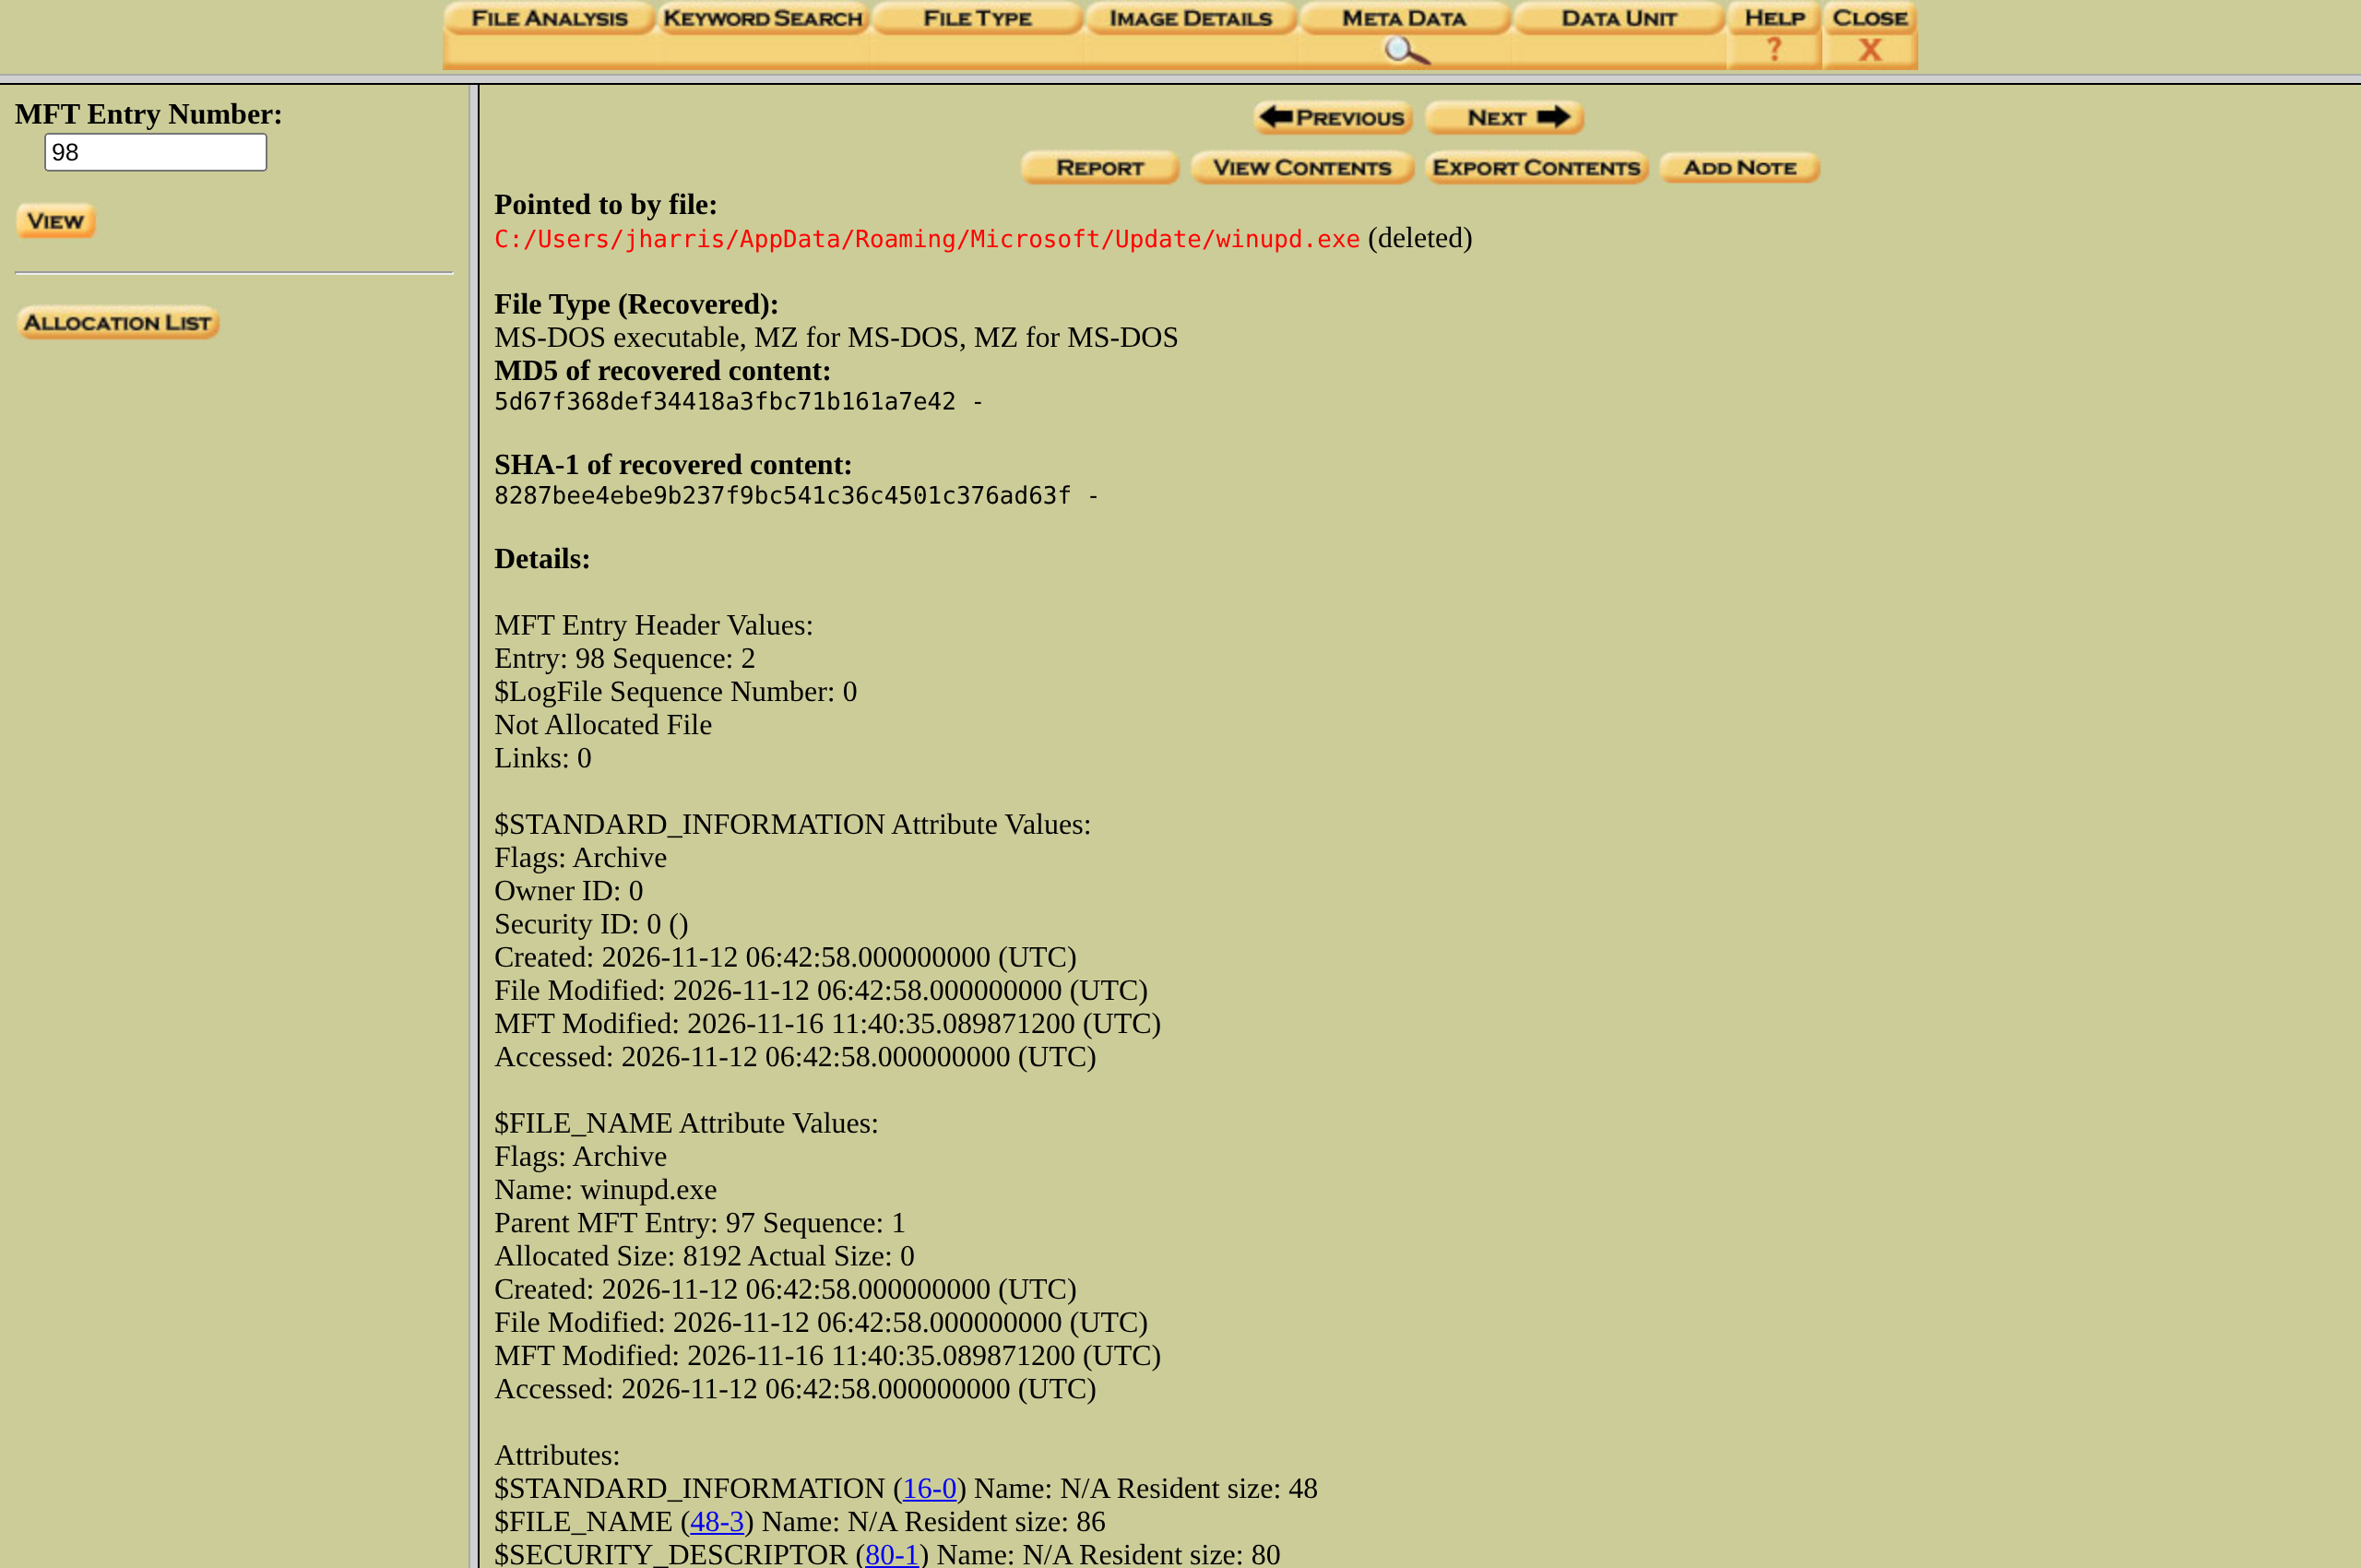 FILE ANALYSIS KEYWORD SEARCH FILE TYPE IMAGE DETAILS META DATA DATA UNIT HELP CLOSE
? X
MFT Entry Number:
98
VIEW
ALLOCATION LIST
PREVIOUS NEXT
REPORT VIEW CONTENTS EXPORT CONTENTS ADD NOTE
Pointed to by file:
C:/Users/jharris/AppData/Roaming/Microsoft/Update/winupd.exe (deleted)
File Type (Recovered):
MS-DOS executable, MZ for MS-DOS, MZ for MS-DOS
MD5 of recovered content:
5d67f368def34418a3fbc71b161a7e42 -
SHA-1 of recovered content:
8287bee4ebe9b237f9bc541c36c4501c376ad63f -
Details:
MFT Entry Header Values:
Entry: 98 Sequence: 2
$LogFile Sequence Number: 0
Not Allocated File
Links: 0
$STANDARD_INFORMATION Attribute Values:
Flags: Archive
Owner ID: 0
Security ID: 0 ()
Created: 2026-11-12 06:42:58.000000000 (UTC)
File Modified: 2026-11-12 06:42:58.000000000 (UTC)
MFT Modified: 2026-11-16 11:40:35.089871200 (UTC)
Accessed: 2026-11-12 06:42:58.000000000 (UTC)
$FILE_NAME Attribute Values:
Flags: Archive
Name: winupd.exe
Parent MFT Entry: 97 Sequence: 1
Allocated Size: 8192 Actual Size: 0
Created: 2026-11-12 06:42:58.000000000 (UTC)
File Modified: 2026-11-12 06:42:58.000000000 (UTC)
MFT Modified: 2026-11-16 11:40:35.089871200 (UTC)
Accessed: 2026-11-12 06:42:58.000000000 (UTC)
Attributes:
$STANDARD_INFORMATION (16-0) Name: N/A Resident size: 48
$FILE_NAME (48-3) Name: N/A Resident size: 86
$SECURITY_DESCRIPTOR (80-1) Name: N/A Resident size: 80